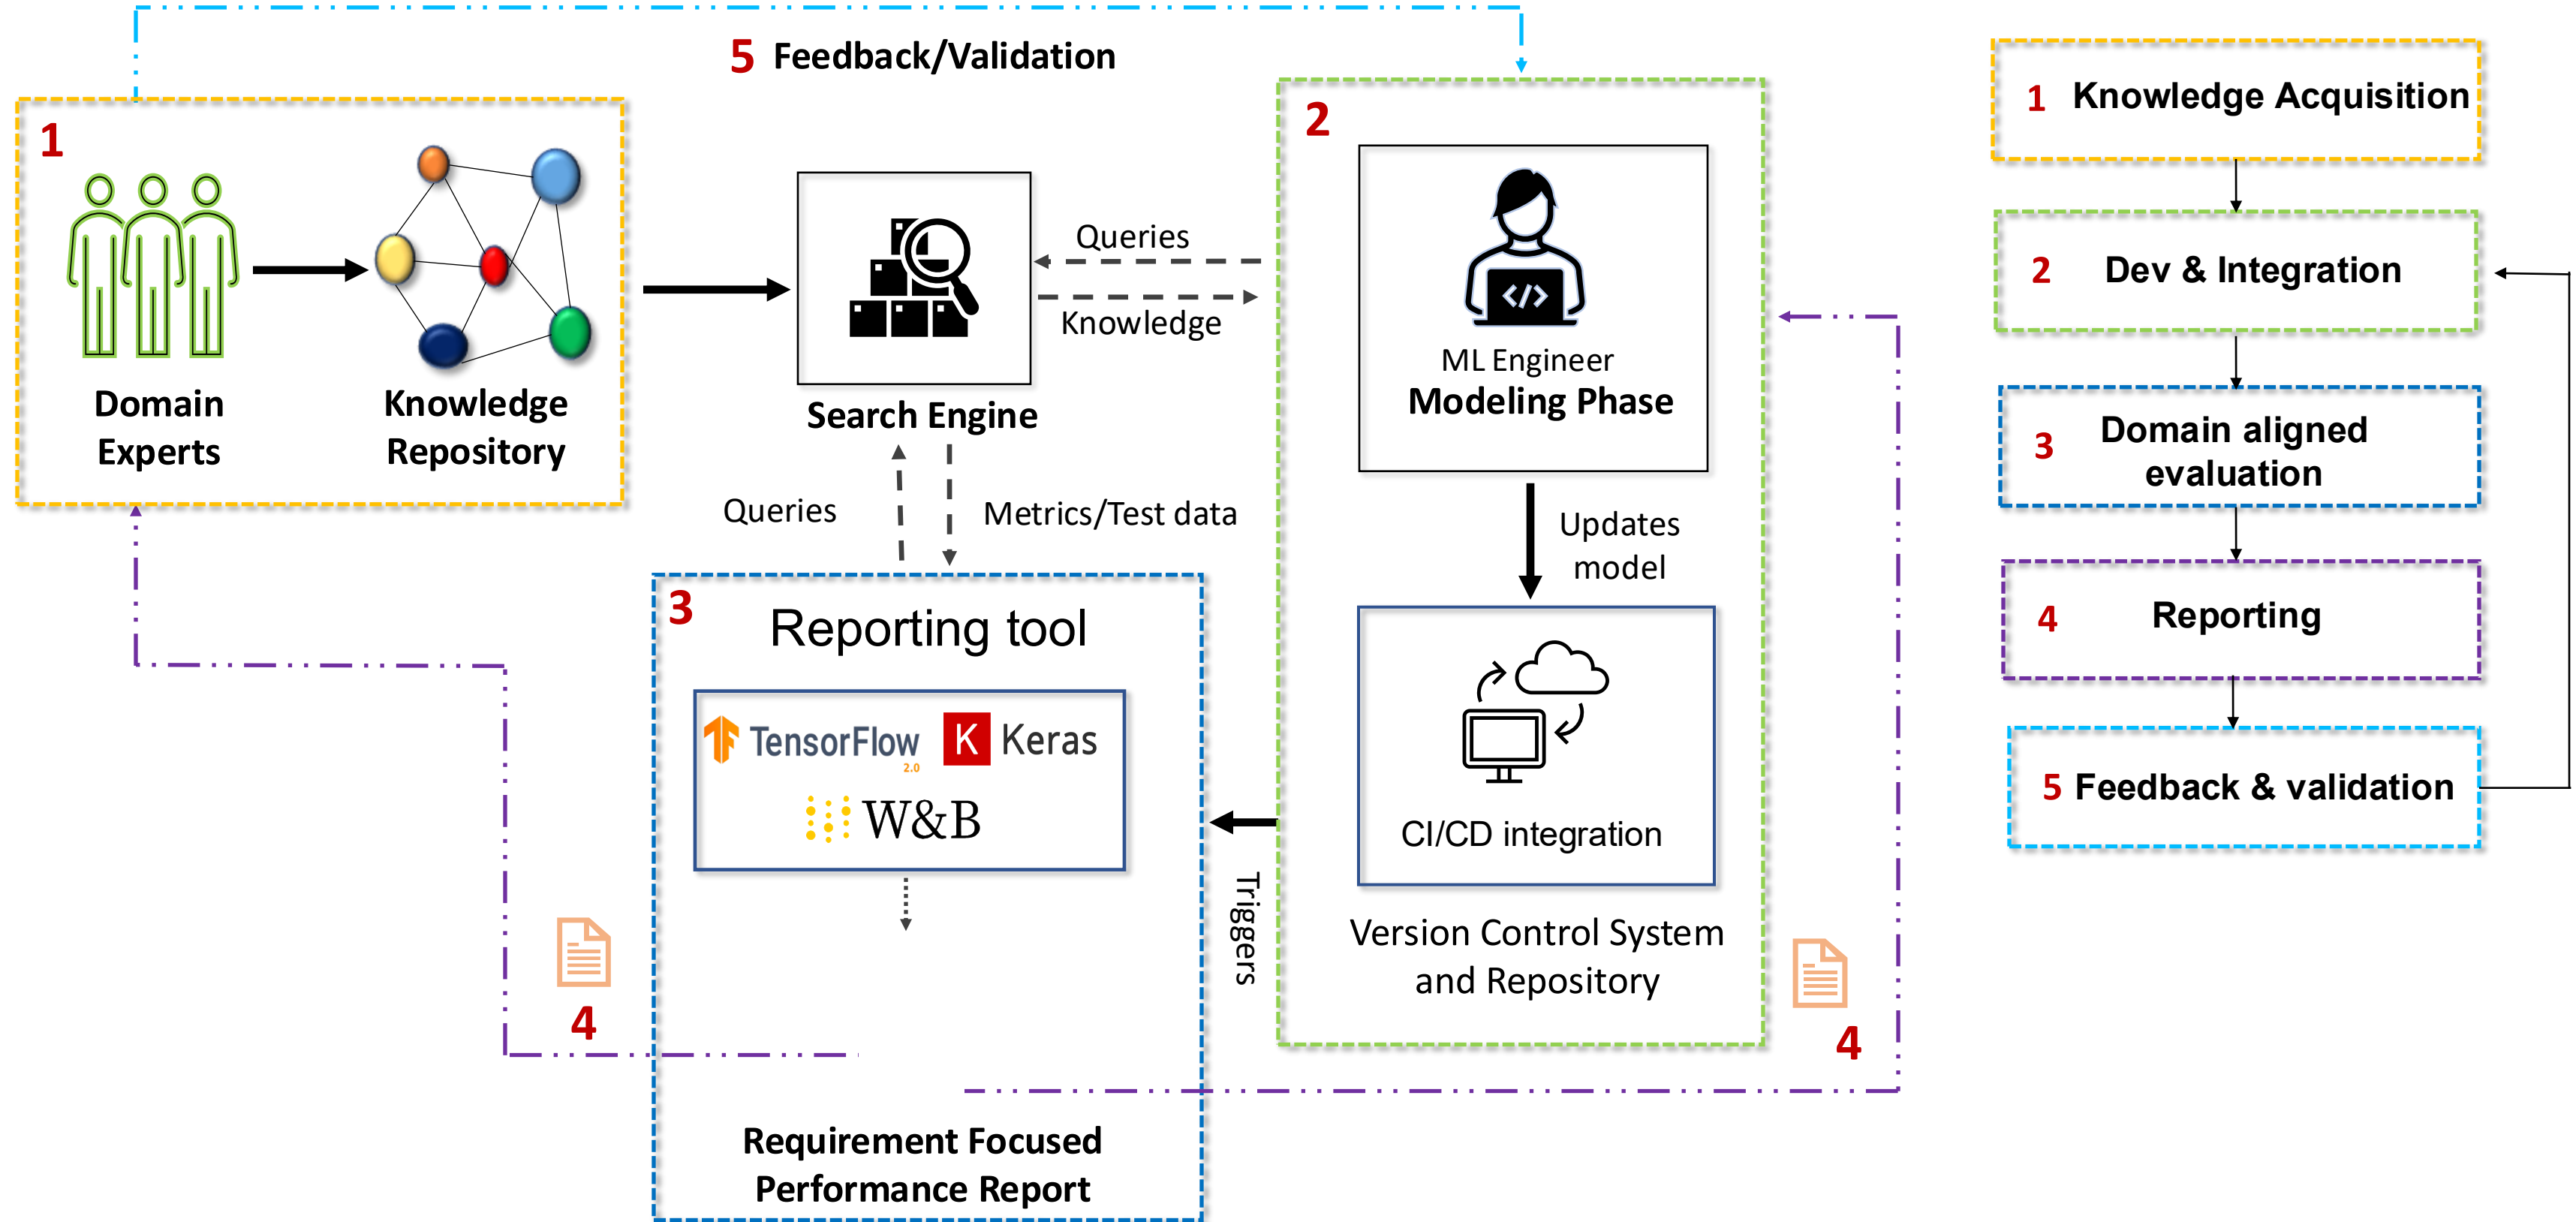 5 Feedback/Validation
1
Domain
Experts
Knowledge
Repository
Search Engine
Queries
Knowledge
Queries
Metrics/Test data
2
</>
ML Engineer
Modeling Phase
Updates
model
CI/CD integration
Version Control System
and Repository
Triggers
3
Reporting tool
TensorFlow
2.0
K Keras
W&B
Requirement Focused
Performance Report
4
4
1 Knowledge Acquisition
2 Dev & Integration
3 Domain aligned
evaluation
4 Reporting
5 Feedback & validation